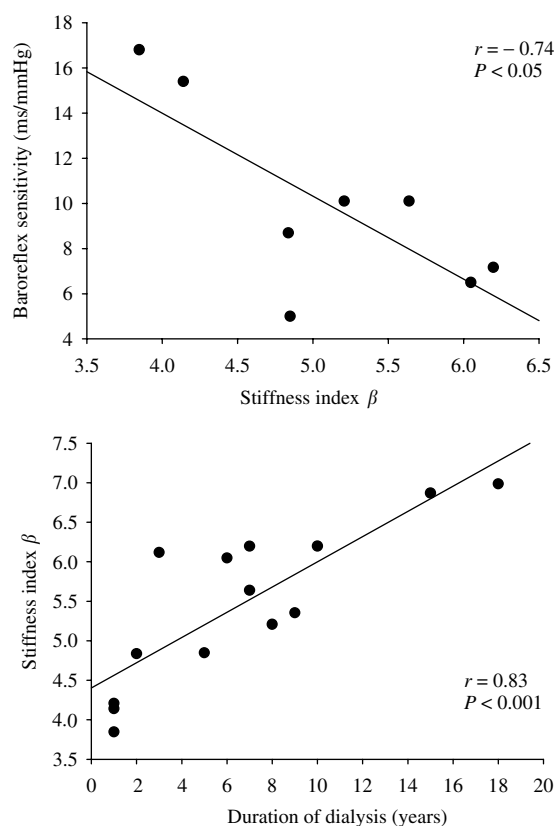 18
16
14
12
10
8
6
4
Baroreflex sensitivity (ms/mmHg)
r = – 0.74
P < 0.05
3.5 4.0 4.5 5.0 5.5 6.0 6.5
Stiffness index β
7.5
7.0
6.5
6.0
5.5
5.0
4.5
4.0
3.5
Stiffness index β
r = 0.83
P < 0.001
0 2 4 6 8 10 12 14 16 18 20
Duration of dialysis (years)